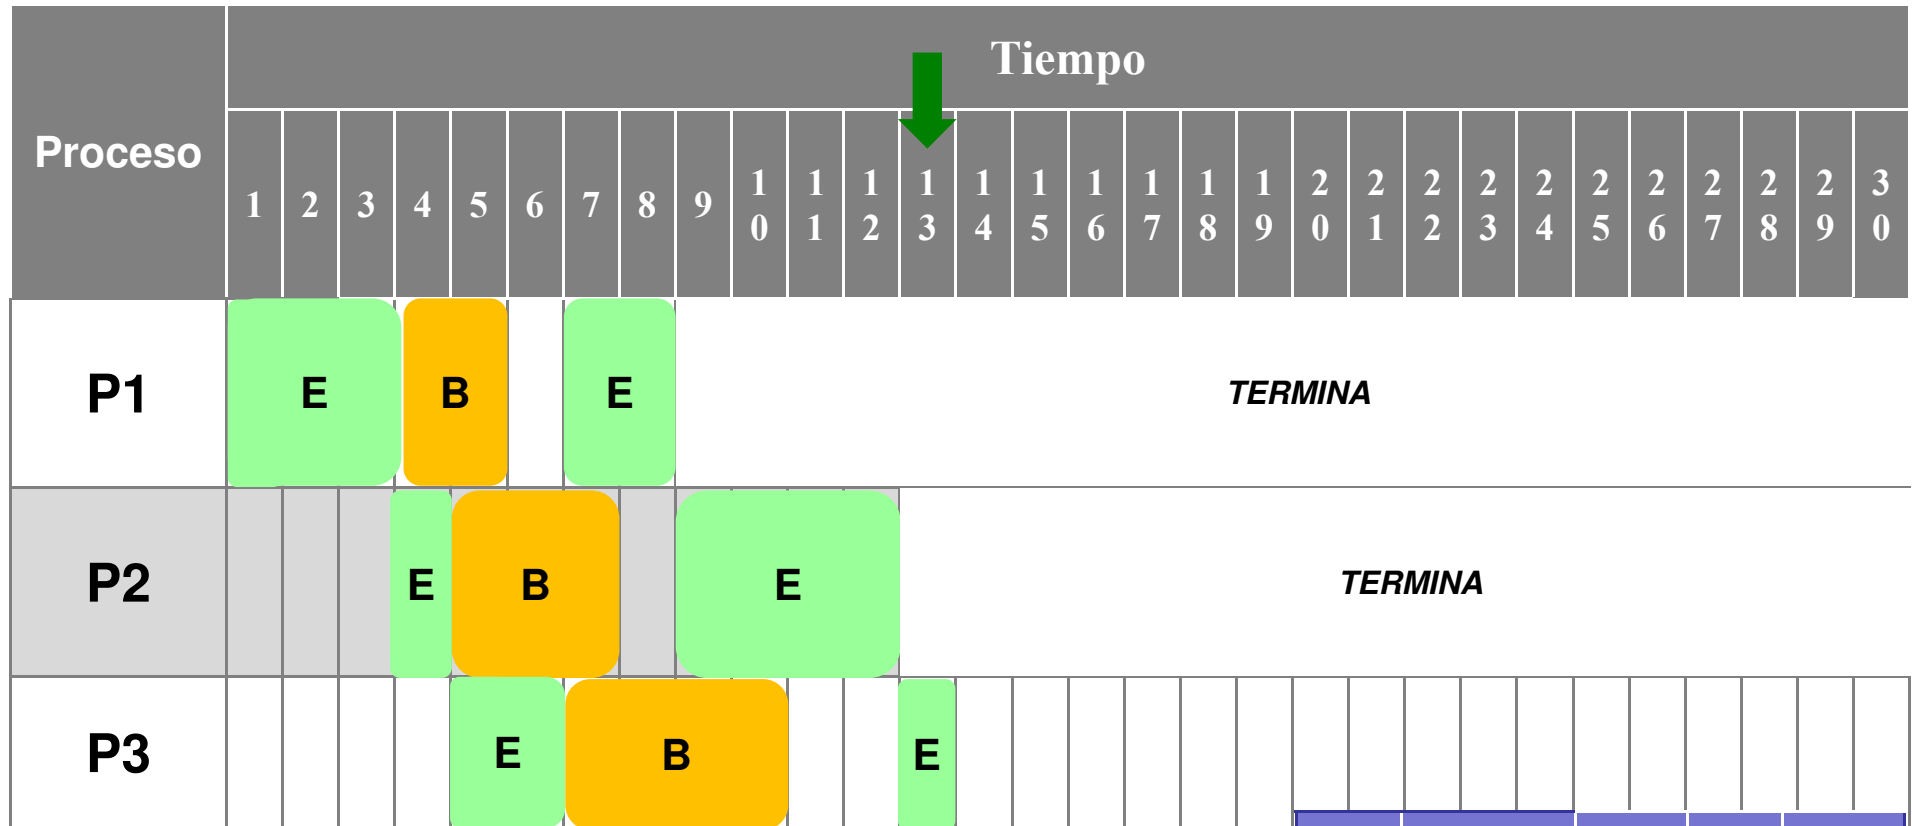 Tiempo
Proceso
1 2 3 4 5 6 7 8 9 10 11 12 13 14 15 16 17 18 19 20 21 22 23 24 25 26 27 28 29 30
P1 E B E TERMINA
P2 E B E TERMINA
P3 E B E